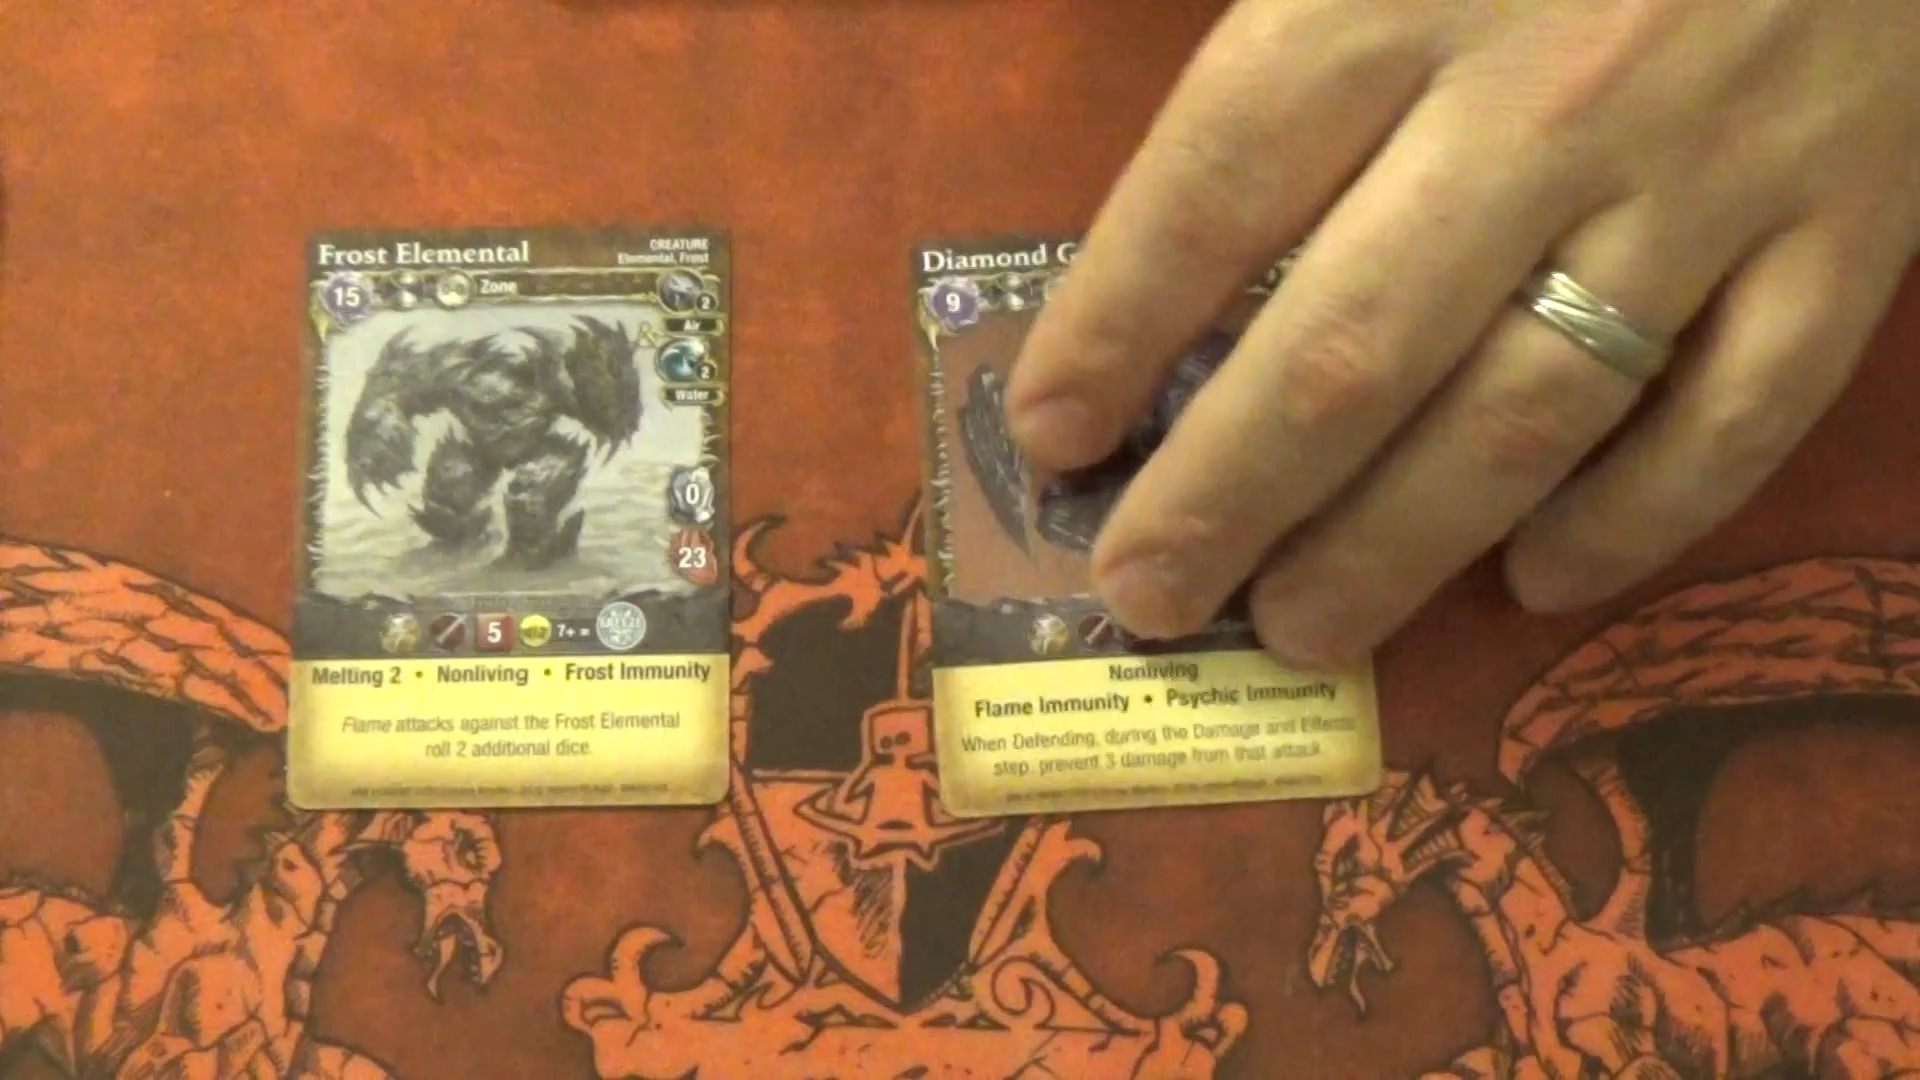 Frost Elemental
CREATURE
Elemental, Frost
15
Zone
2
Air
2
Water
0
23
5
7+ =
FREEZE
Melting 2 • Nonliving • Frost Immunity
Flame attacks against the Frost Elemental
roll 2 additional dice.
Diamond G
9
Nonliving
Flame Immunity • Psychic Immunity
When Defending, during the Damage and Effects
step, prevent 3 damage from that attack.